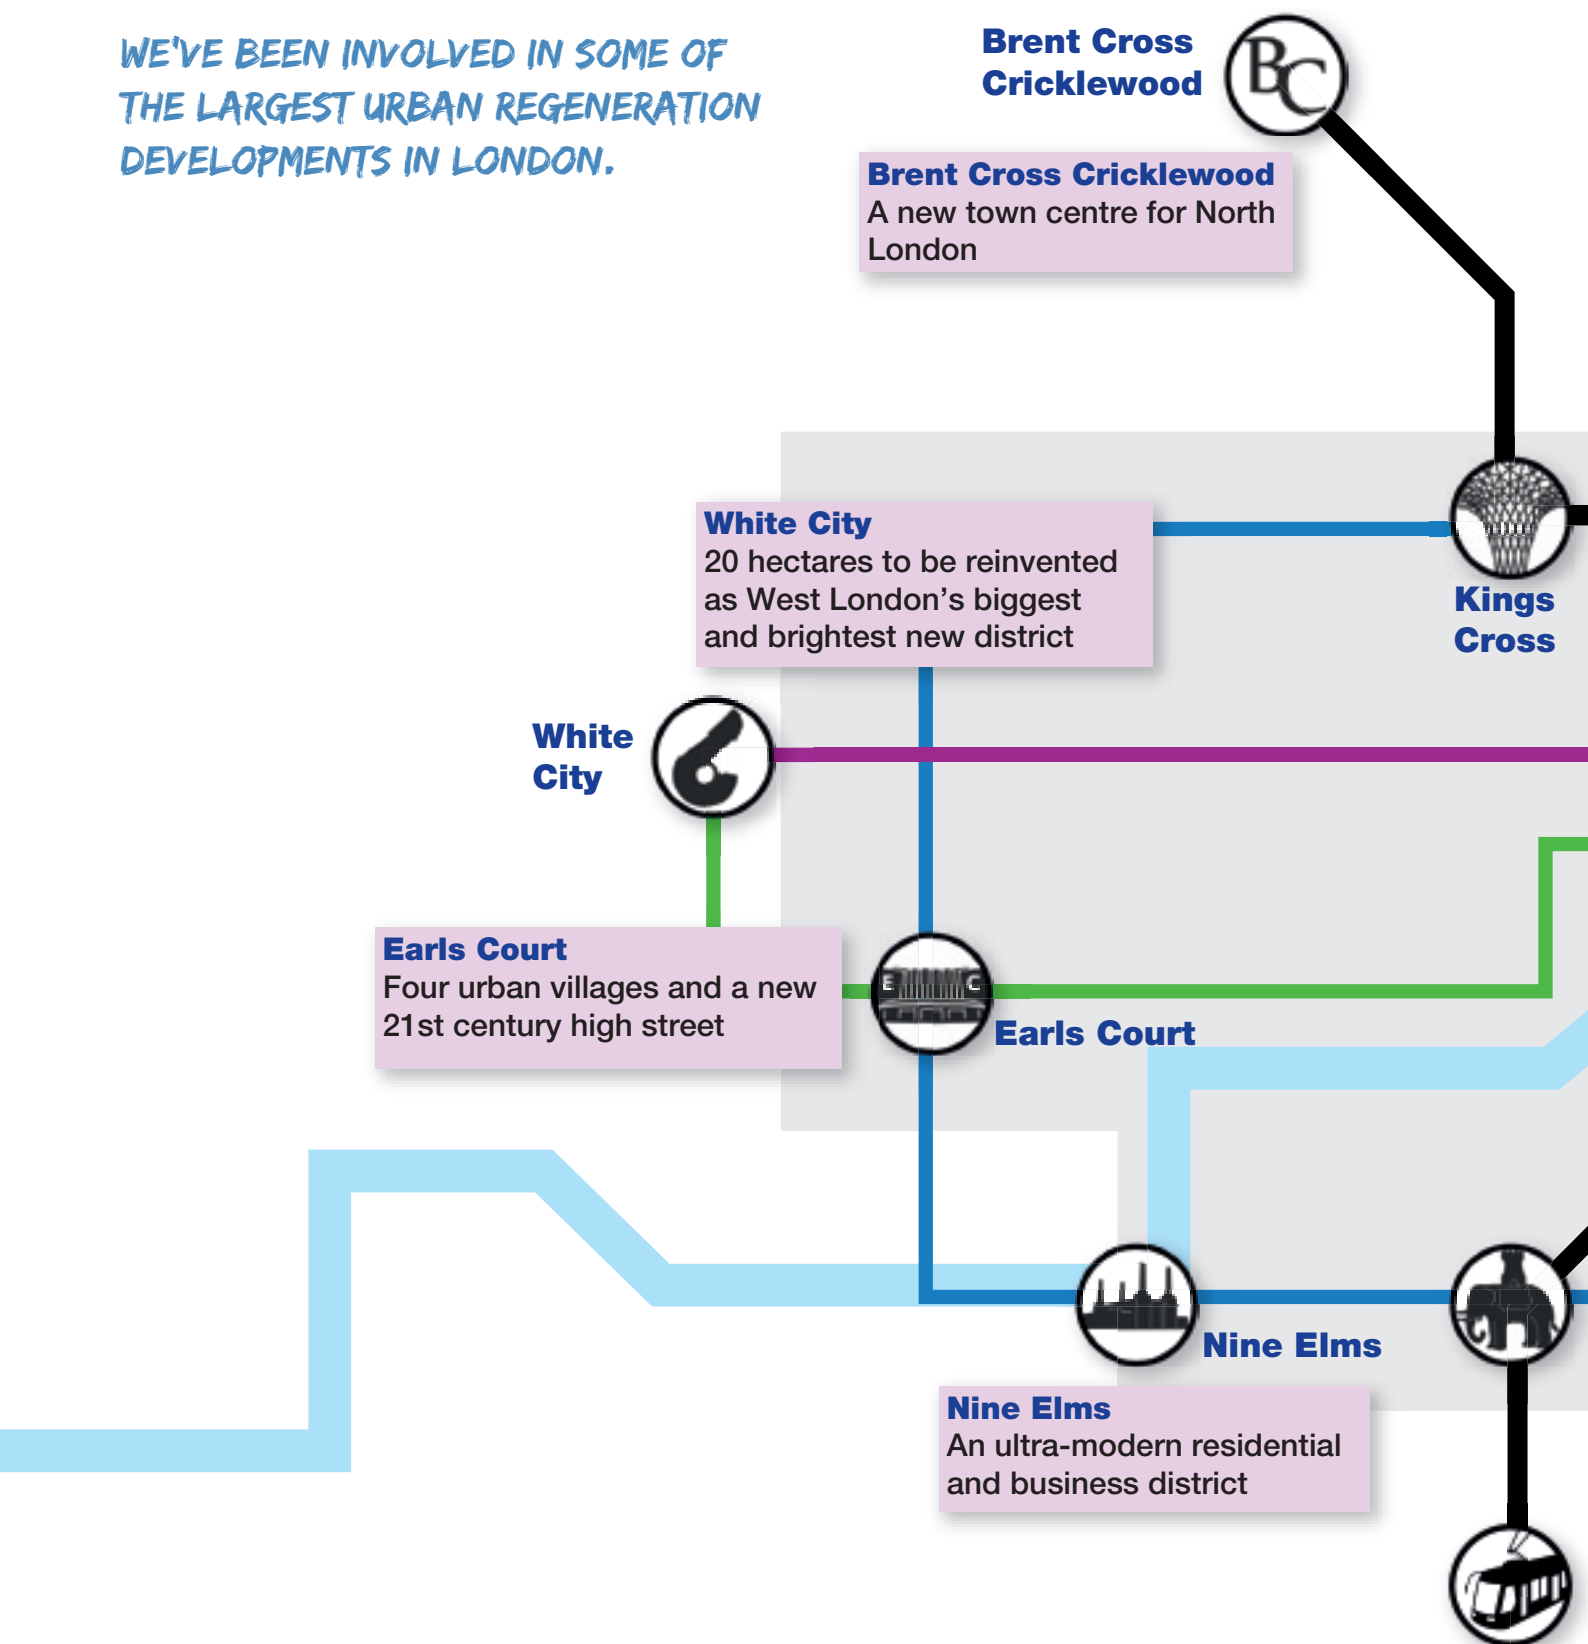 WE'VE BEEN INVOLVED IN SOME OF
THE LARGEST URBAN REGENERATION
DEVELOPMENTS IN LONDON.
Brent Cross
Cricklewood
BC
Brent Cross Cricklewood
A new town centre for North
London
White City
20 hectares to be reinvented
as West London’s biggest
and brightest new district
Kings
Cross
White
City
Earls Court
Four urban villages and a new
21st century high street
E C
Earls Court
Nine Elms
Nine Elms
An ultra-modern residential
and business district